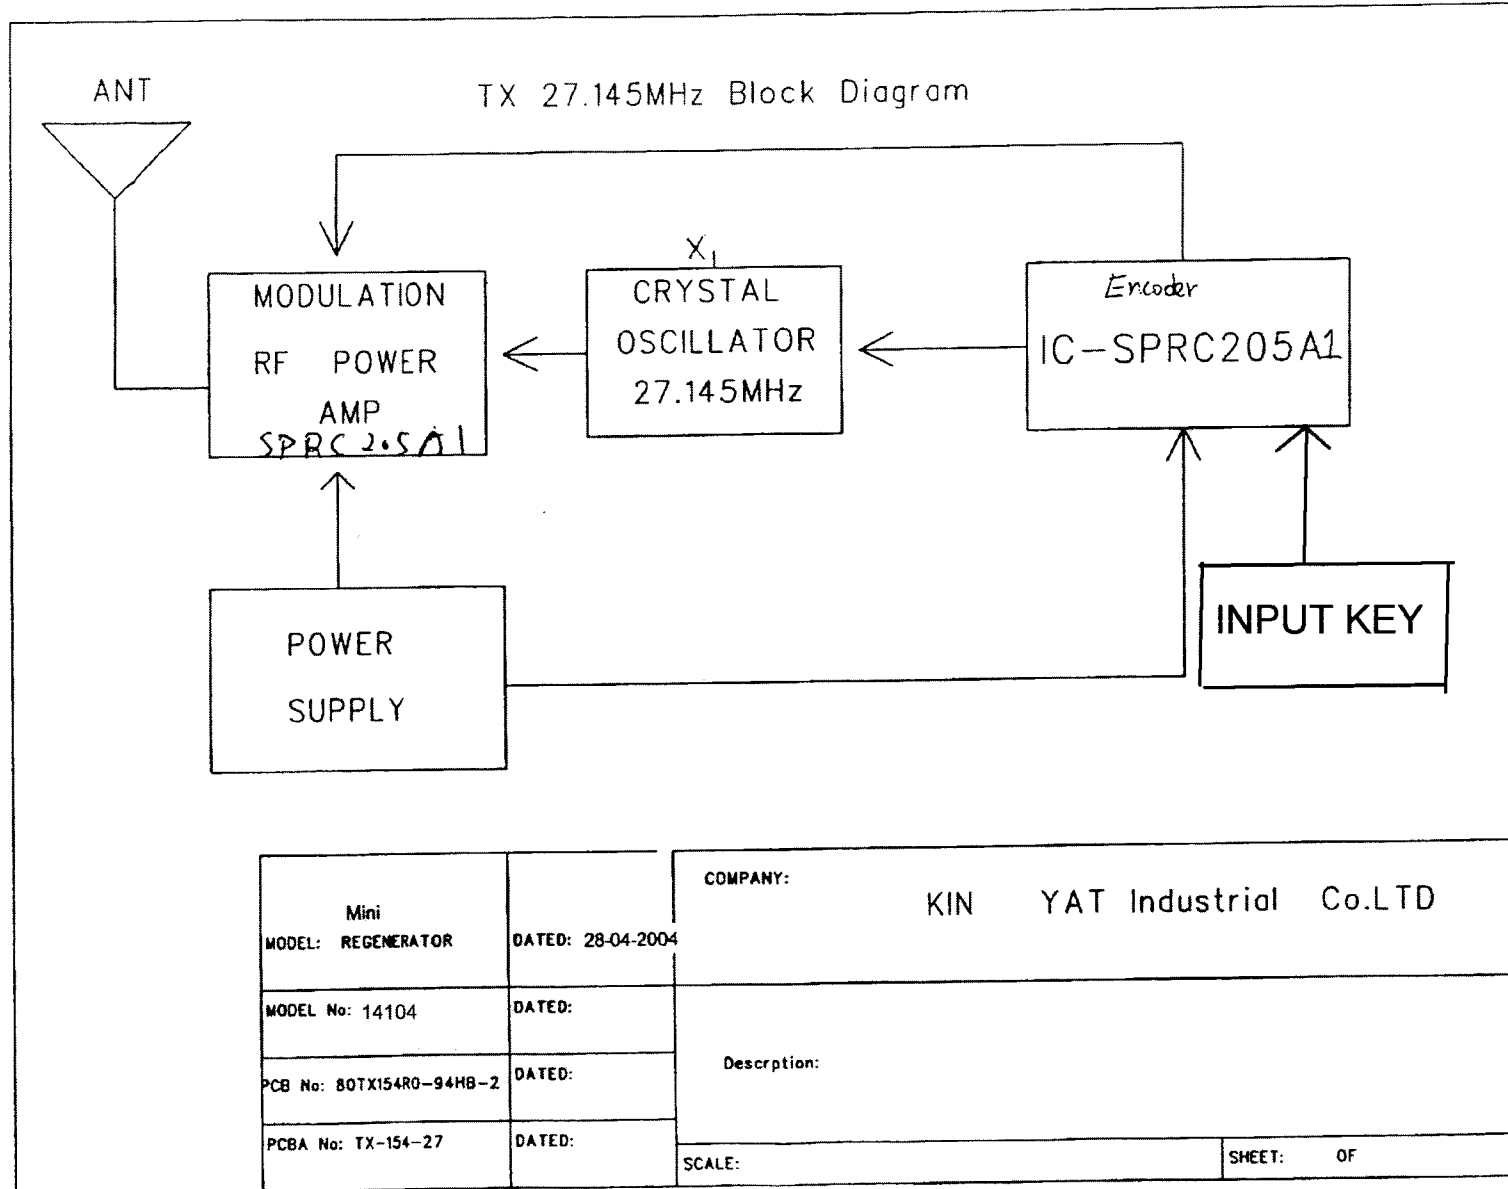 ANT
TX 27.145MHz Block Diagram
MODULATION
RF POWER
AMP
SPRC205A1
X1
CRYSTAL
OSCILLATOR
27.145MHz
Encoder
IC-SPRC205A1
POWER
SUPPLY
INPUT KEY
Mini
MODEL: REGENERATOR
DATED: 28-04-2004
COMPANY:
KIN YAT Industrial Co.LTD
MODEL No: 14104
DATED:
PCB No: 80TX154R0-94HB-2
DATED:
Descrption:
PCBA No: TX-154-27
DATED:
SCALE:
SHEET: OF